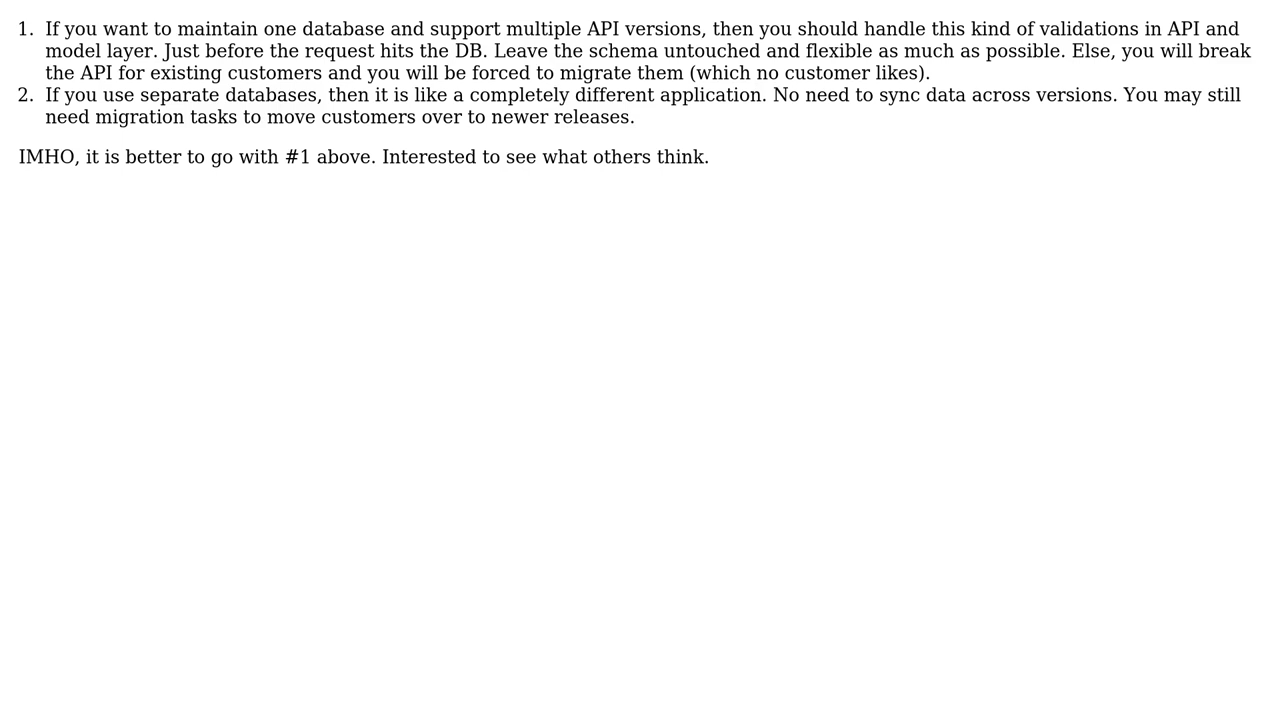 1. If you want to maintain one database and support multiple API versions, then you should handle this kind of validations in API and
model layer. Just before the request hits the DB. Leave the schema untouched and flexible as much as possible. Else, you will break
the API for existing customers and you will be forced to migrate them (which no customer likes).
2. If you use separate databases, then it is like a completely different application. No need to sync data across versions. You may still
need migration tasks to move customers over to newer releases.
IMHO, it is better to go with #1 above. Interested to see what others think.